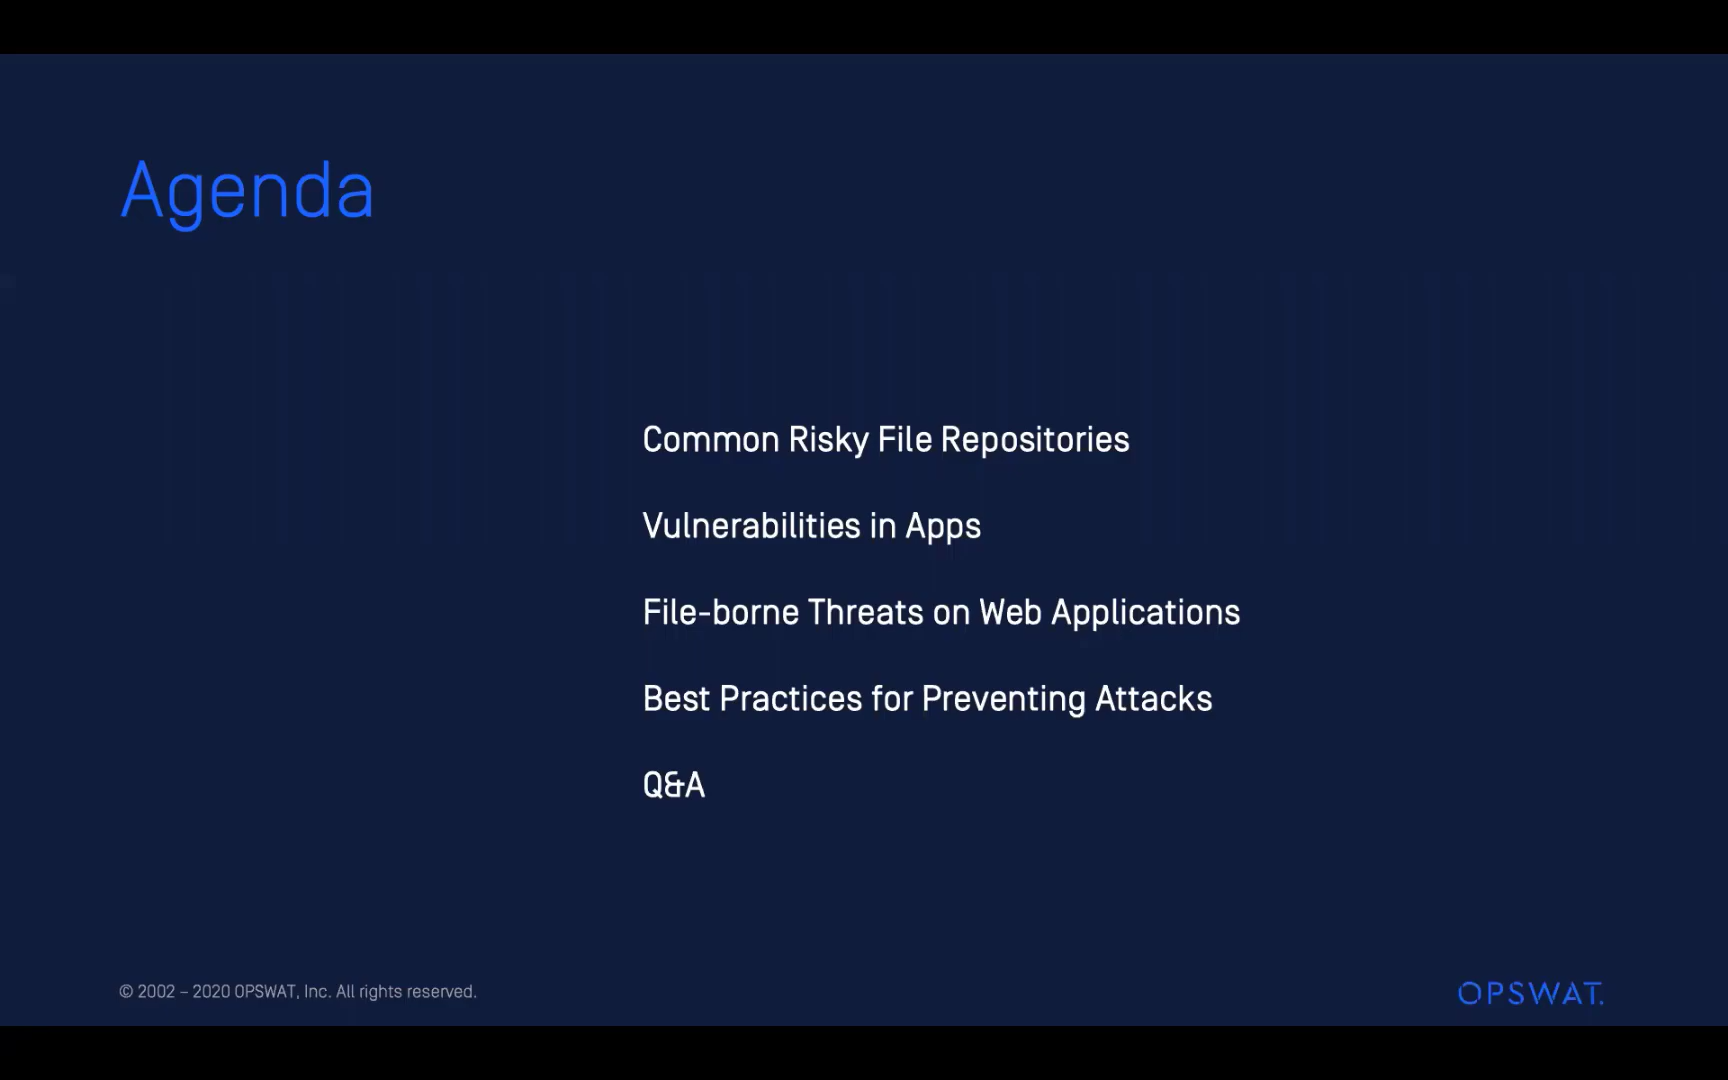 Agenda
Common Risky File Repositories
Vulnerabilities in Apps
File-borne Threats on Web Applications
Best Practices for Preventing Attacks
Q&A
© 2002 – 2020 OPSWAT, Inc. All rights reserved.
OPSWAT.